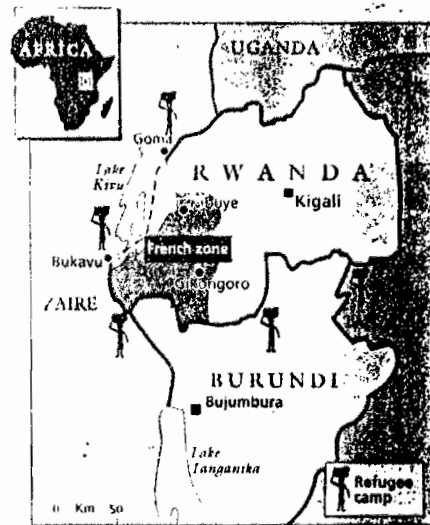 AFRICA
UGANDA
Goma
Lake
Kivu
RWANDA
Kigali
French zone
Bukavu
Gikongoro
ZAIRE
BURUNDI
Bujumbura
Lake
Tanganika
Refugee
camp
0 Km 50